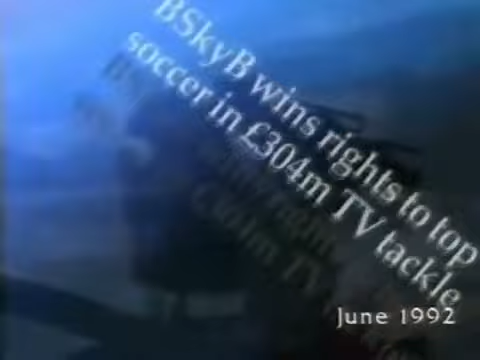 BSkyB wins rights to top
soccer in £304m TV tackle
June 1992